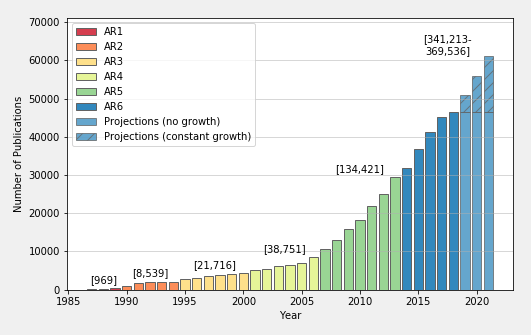 70000
60000
50000
40000
30000
20000
10000
0
Number of Publications
AR1
AR2
AR3
AR4
AR5
AR6
Projections (no growth)
Projections (constant growth)
[969]
[8,539]
[21,716]
[38,751]
[134,421]
[341,213-
369,536]
1985
1990
1995
2000
2005
2010
2015
2020
Year